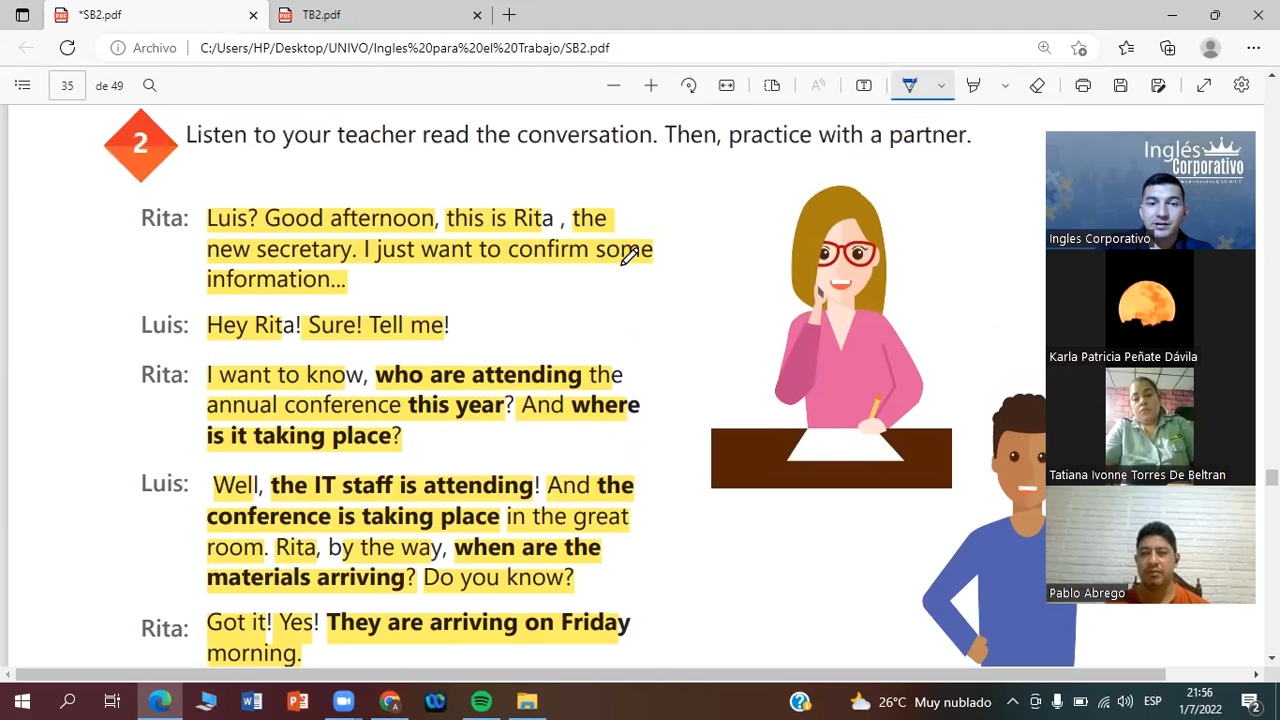 *SB2.pdf
TB2.pdf
Archivo
C:/Users/HP/Desktop/UNIVO/Ingles%20para%20el%20Trabajo/SB2.pdf
35
de 49
2
Listen to your teacher read the conversation. Then, practice with a partner.
Rita: Luis? Good afternoon, this is Rita , the
new secretary. I just want to confirm some
information...
Luis: Hey Rita! Sure! Tell me!
Rita: I want to know, who are attending the
annual conference this year? And where
is it taking place?
Luis: Well, the IT staff is attending! And the
conference is taking place in the great
room. Rita, by the way, when are the
materials arriving? Do you know?
Rita: Got it! Yes! They are arriving on Friday
morning.
Inglés
Corporativo
Ingles Corporativo
Karla Patricia Peñate Dávila
Tatiana Ivonne Torres De Beltran
Pablo Abrego
26°C Muy nublado
ESP
21:56
1/7/2022
2